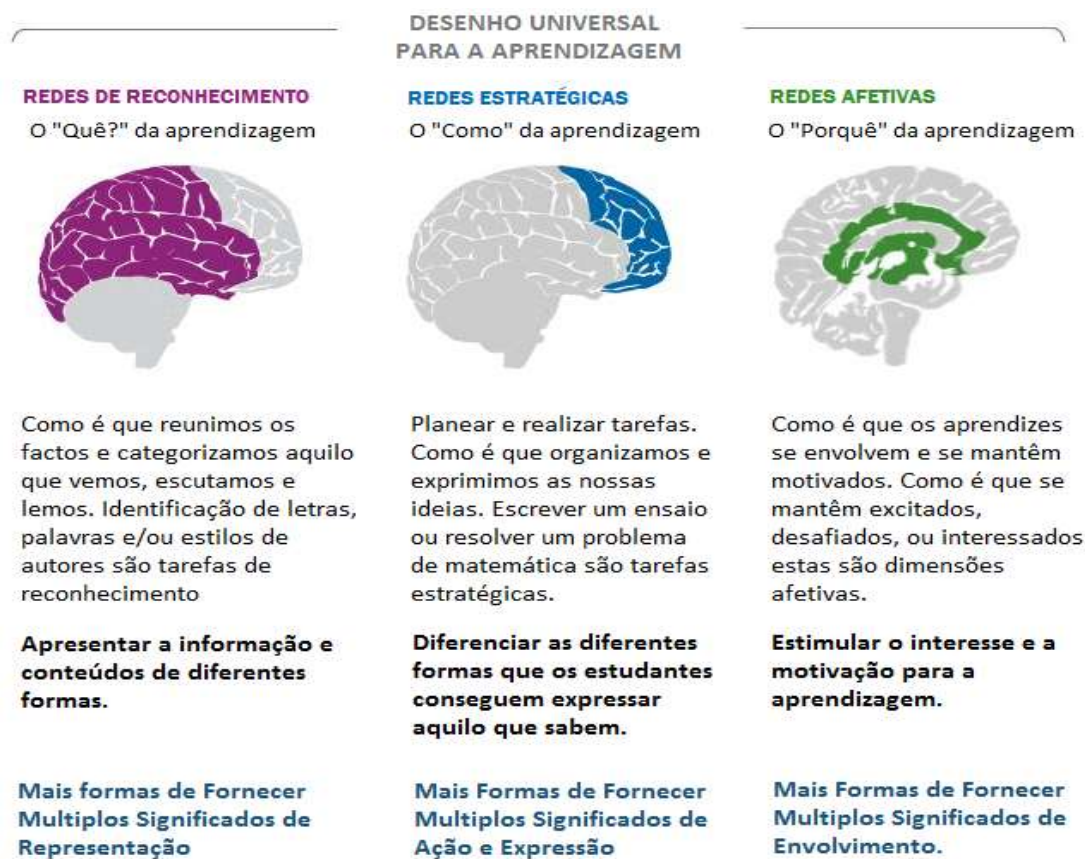 DESENHO UNIVERSAL
PARA A APRENDIZAGEM
REDES DE RECONHECIMENTO
O "Quê?" da aprendizagem
Como é que reunimos os
factos e categorizamos aquilo
que vemos, escutamos e
lemos. Identificação de letras,
palavras e/ou estilos de
autores são tarefas de
reconhecimento
Apresentar a informação e
conteúdos de diferentes
formas.
Mais formas de Fornecer
Multiplos Significados de
Representação
REDES ESTRATÉGICAS
O "Como" da aprendizagem
Planear e realizar tarefas.
Como é que organizamos e
exprimimos as nossas
ideias. Escrever um ensaio
ou resolver um problema
de matemática são tarefas
estratégicas.
Diferenciar as diferentes
formas que os estudantes
conseguem expressar
aquilo que sabem.
Mais Formas de Fornecer
Multiplos Significados de
Ação e Expressão
REDES AFETIVAS
O "Porquê" da aprendizagem
Como é que os aprendizes
se envolvem e se mantêm
motivados. Como é que se
mantêm excitados,
desafiados, ou interessados
estas são dimensões
afetivas.
Estimular o interesse e a
motivação para a
aprendizagem.
Mais Formas de Fornecer
Multiplos Significados de
Envolvimento.